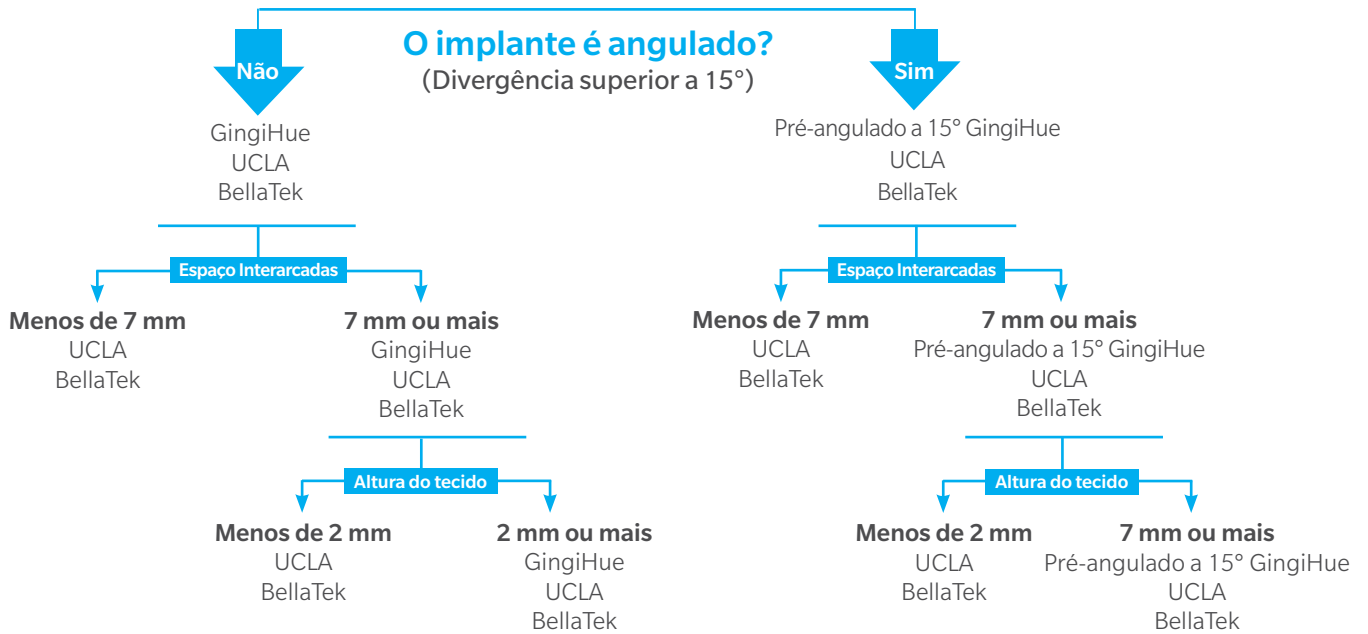 O implante é angulado?
(Divergência superior a 15°)
Não
GingiHue
UCLA
BellaTek
Espaço Interarcadas
Menos de 7 mm
UCLA
BellaTek
7 mm ou mais
GingiHue
UCLA
BellaTek
Altura do tecido
Menos de 2 mm
UCLA
BellaTek
2 mm ou mais
GingiHue
UCLA
BellaTek
Sim
Pré-angulado a 15° GingiHue
UCLA
BellaTek
Espaço Interarcadas
Menos de 7 mm
UCLA
BellaTek
7 mm ou mais
Pré-angulado a 15° GingiHue
UCLA
BellaTek
Altura do tecido
Menos de 2 mm
UCLA
BellaTek
7 mm ou mais
Pré-angulado a 15° GingiHue
UCLA
BellaTek